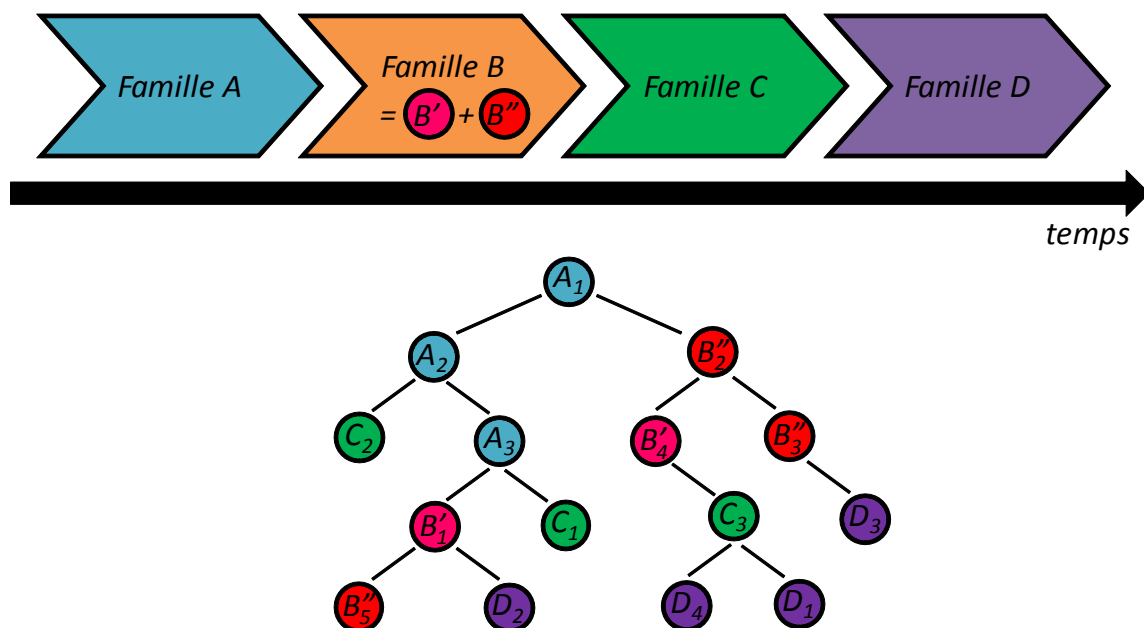 Famille A
Famille B
= B' + B''
Famille C
Famille D
temps
A1
A2 B''2
C2 A3 B'4 B''3
B'1 C1 C3 D3
B''5 D2 D4 D1